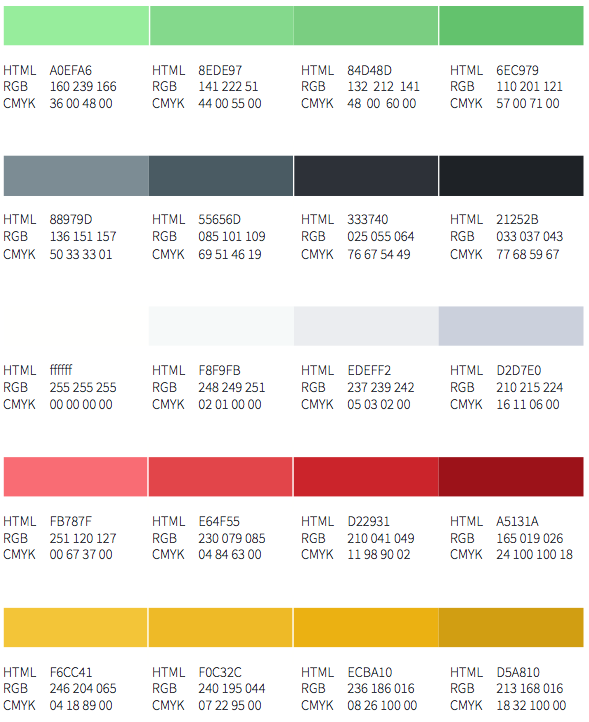 HTML A0EFA6 HTML 8EDE97 HTML 84D48D HTML 6EC979
RGB 160 239 166 RGB 141 222 51 RGB 132 212 141 RGB 110 201 121
CMYK 36 00 48 00 CMYK 44 00 55 00 CMYK 48 00 60 00 CMYK 57 00 71 00
HTML 88979D HTML 55656D HTML 333740 HTML 21252B
RGB 136 151 157 RGB 085 101 109 RGB 025 055 064 RGB 033 037 043
CMYK 50 33 33 01 CMYK 69 51 46 19 CMYK 76 67 54 49 CMYK 77 68 59 67
HTML ffffff HTML F8F9FB HTML EDEFF2 HTML D2D7E0
RGB 255 255 255 RGB 248 249 251 RGB 237 239 242 RGB 210 215 224
CMYK 00 00 00 00 CMYK 02 01 00 00 CMYK 05 03 02 00 CMYK 16 11 06 00
HTML FB787F HTML E64F55 HTML D22931 HTML A5131A
RGB 251 120 127 RGB 230 079 085 RGB 210 041 049 RGB 165 019 026
CMYK 00 67 37 00 CMYK 04 84 63 00 CMYK 11 98 90 02 CMYK 24 100 100 18
HTML F6CC41 HTML F0C32C HTML ECBA10 HTML D5A810
RGB 246 204 065 RGB 240 195 044 RGB 236 186 016 RGB 213 168 016
CMYK 04 18 89 00 CMYK 07 22 95 00 CMYK 08 26 100 00 CMYK 18 32 100 00